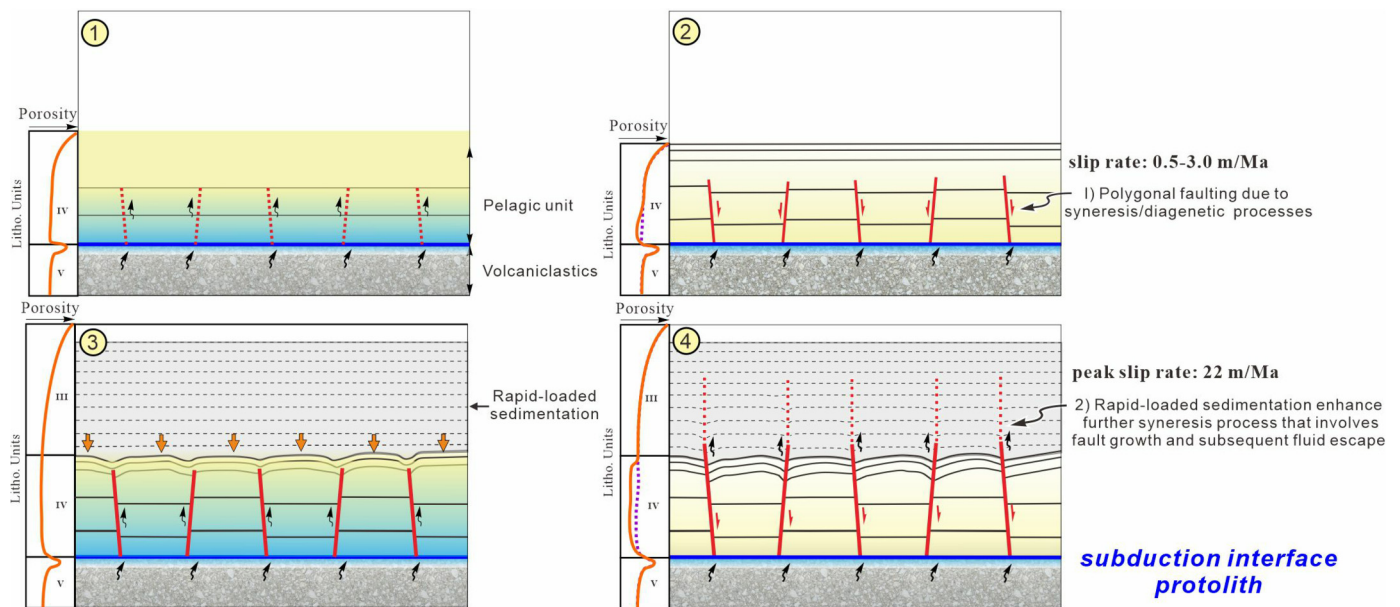 1
Porosity
Litho. Units
IV
V
Pelagic unit
Volcaniclastics
2
Porosity
Litho. Units
IV
V
slip rate: 0.5-3.0 m/Ma
1) Polygonal faulting due to
syneresis/diagenetic processes
3
Porosity
Litho. Units
III
IV
V
Rapid-loaded
sedimentation
4
Porosity
Litho. Units
III
IV
V
peak slip rate: 22 m/Ma
2) Rapid-loaded sedimentation enhance
further syneresis process that involves
fault growth and subsequent fluid escape
subduction interface
protolith